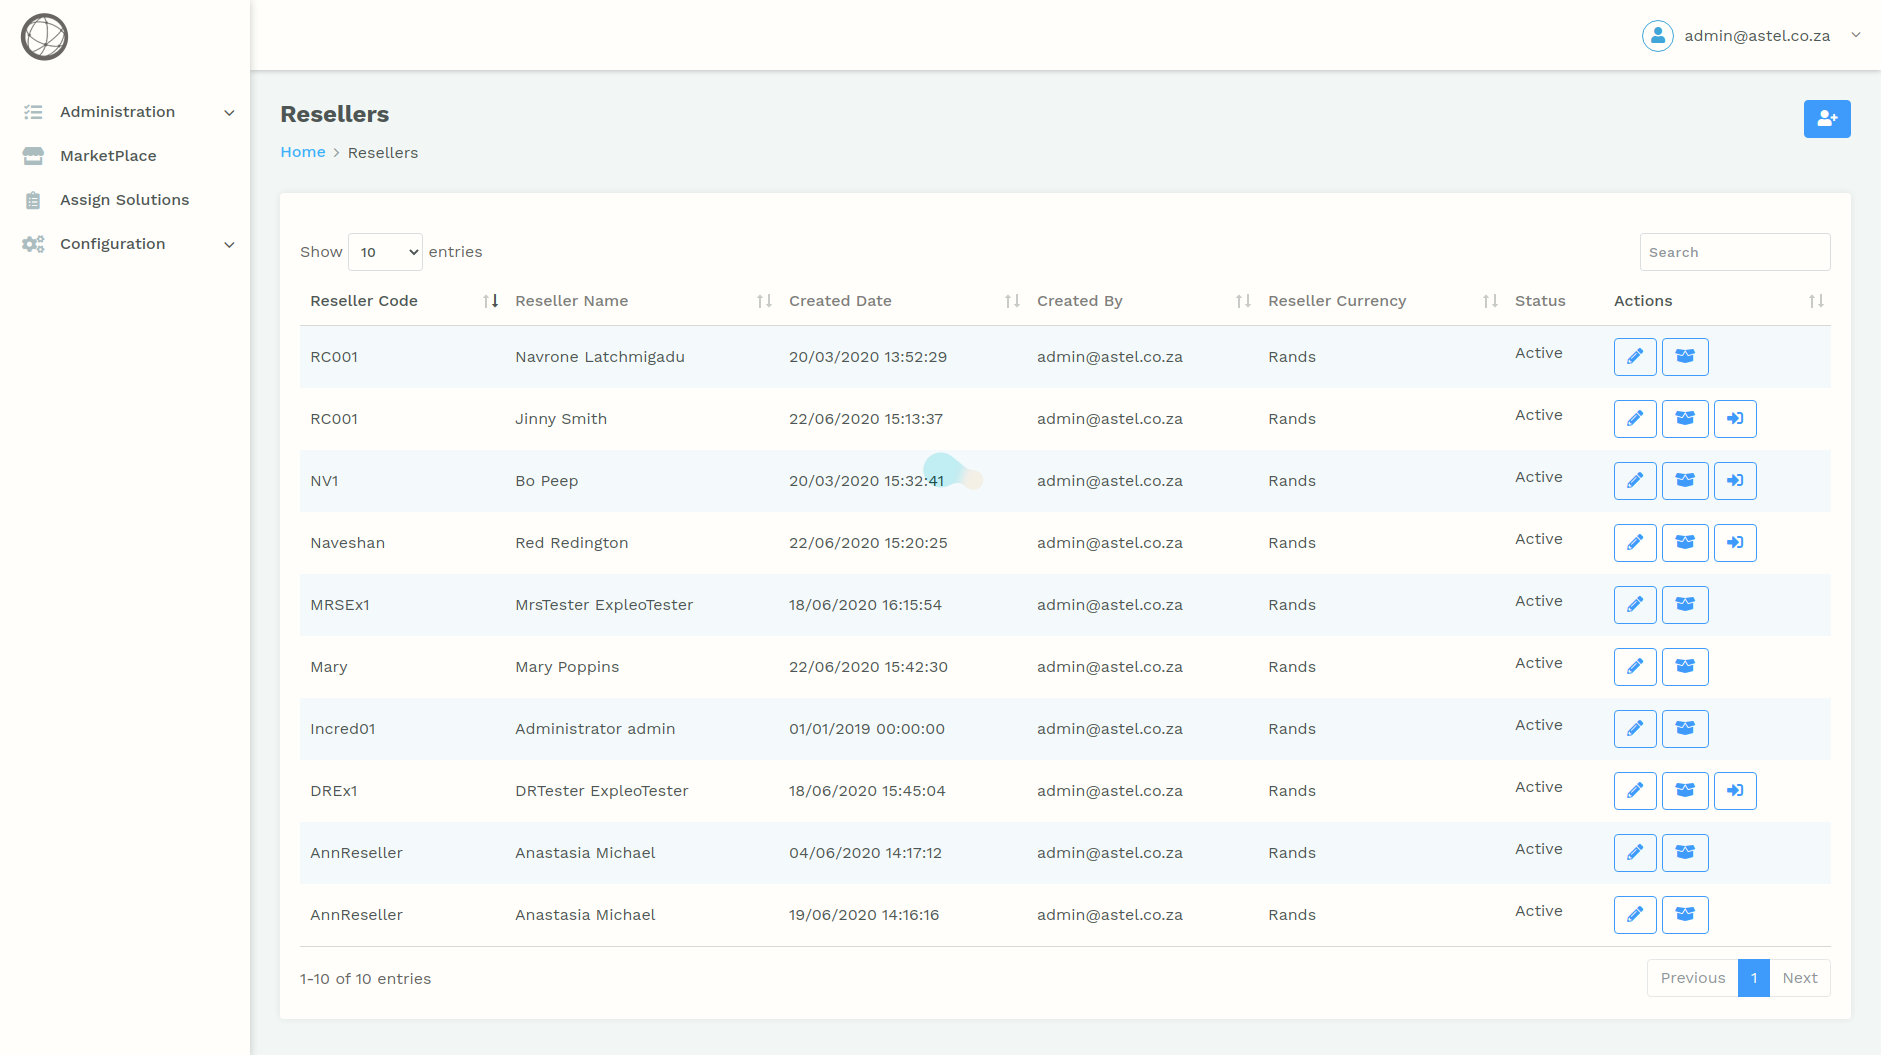 admin@astel.co.za
Administration
MarketPlace
Assign Solutions
Configuration
Resellers
Home > Resellers
Show 10 entries
Search
Reseller Code Reseller Name Created Date Created By Reseller Currency Status Actions
RC001 Navrone Latchmigadu 20/03/2020 13:52:29 admin@astel.co.za Rands Active
RC001 Jinny Smith 22/06/2020 15:13:37 admin@astel.co.za Rands Active
NV1 Bo Peep 20/03/2020 15:32:41 admin@astel.co.za Rands Active
Naveshan Red Redington 22/06/2020 15:20:25 admin@astel.co.za Rands Active
MRSEx1 MrsTester ExpleoTester 18/06/2020 16:15:54 admin@astel.co.za Rands Active
Mary Mary Poppins 22/06/2020 15:42:30 admin@astel.co.za Rands Active
Incred01 Administrator admin 01/01/2019 00:00:00 admin@astel.co.za Rands Active
DREx1 DRTester ExpleoTester 18/06/2020 15:45:04 admin@astel.co.za Rands Active
AnnReseller Anastasia Michael 04/06/2020 14:17:12 admin@astel.co.za Rands Active
AnnReseller Anastasia Michael 19/06/2020 14:16:16 admin@astel.co.za Rands Active
1-10 of 10 entries
Previous 1 Next